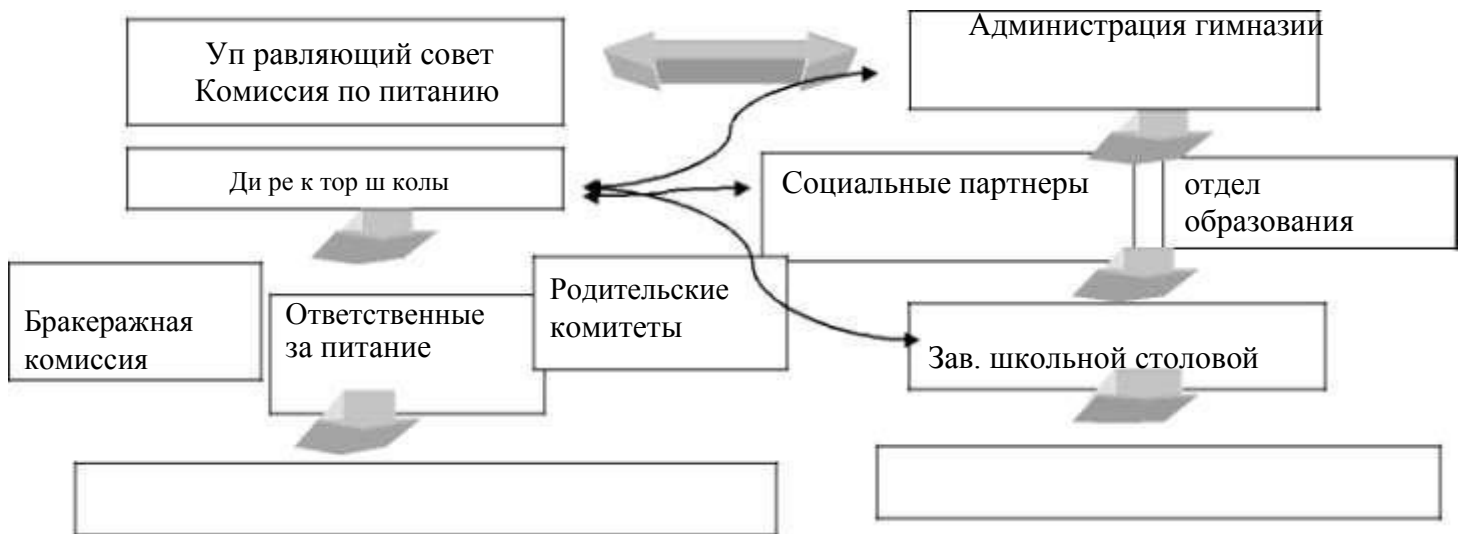 Уп равляющий совет
Комиссия по питанию
Администрация гимназии
Ди ре к тор ш колы
Социальные партнеры
отдел
образования
Бракеражная
комиссия
Ответственные
за питание
Родительские
комитеты
Зав. школьной столовой